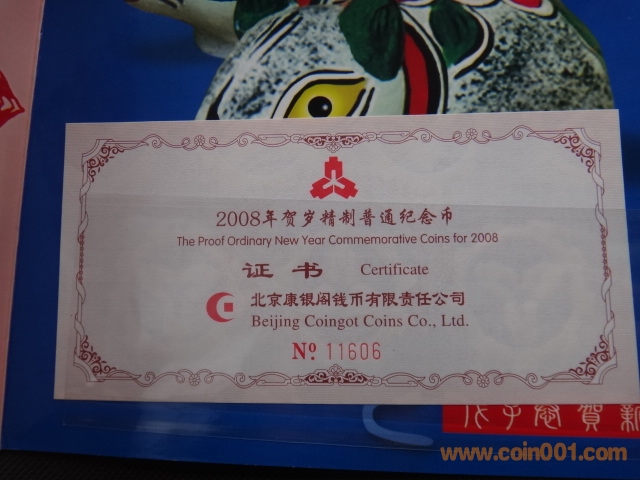 2008年贺岁精制普通纪念币
The Proof Ordinary New Year Commemorative Coins for 2008
证书 Certificate
北京康银阁钱币有限责任公司
Beijing Coingot Coins Co., Ltd.
Nº 11606
www.coin001.com